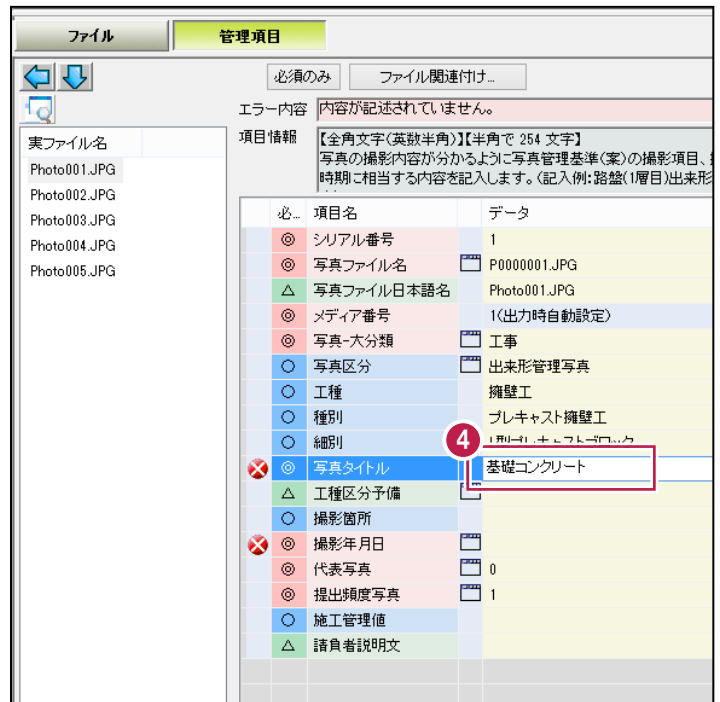 ファイル
管理項目
必須のみ
ファイル関連付け...
エラー内容
内容が記述されていません。
項目情報
【全角文字(英数半角)】【半角で 254 文字】
写真の撮影内容が分かるように写真管理基準(案)の撮影項目、
時期に相当する内容を記入します。(記入例:路盤(1層目)出来形
実ファイル名
Photo001.JPG
Photo002.JPG
Photo003.JPG
Photo004.JPG
Photo005.JPG
必... 項目名 データ
◎ シリアル番号 1
◎ 写真ファイル名 P0000001.JPG
△ 写真ファイル日本語名 Photo001.JPG
◎ メディア番号 1(出力時自動設定)
◎ 写真-大分類 工事
○ 写真区分 出来形管理写真
○ 工種 擁壁工
○ 種別 プレキャスト擁壁工
○ 細別 L型プレキャストブロック
4
◎ 写真タイトル 基礎コンクリート
△ 工種区分予備
○ 撮影箇所
◎ 撮影年月日
◎ 代表写真 0
◎ 提出頻度写真 1
○ 施工管理値
△ 請負者説明文